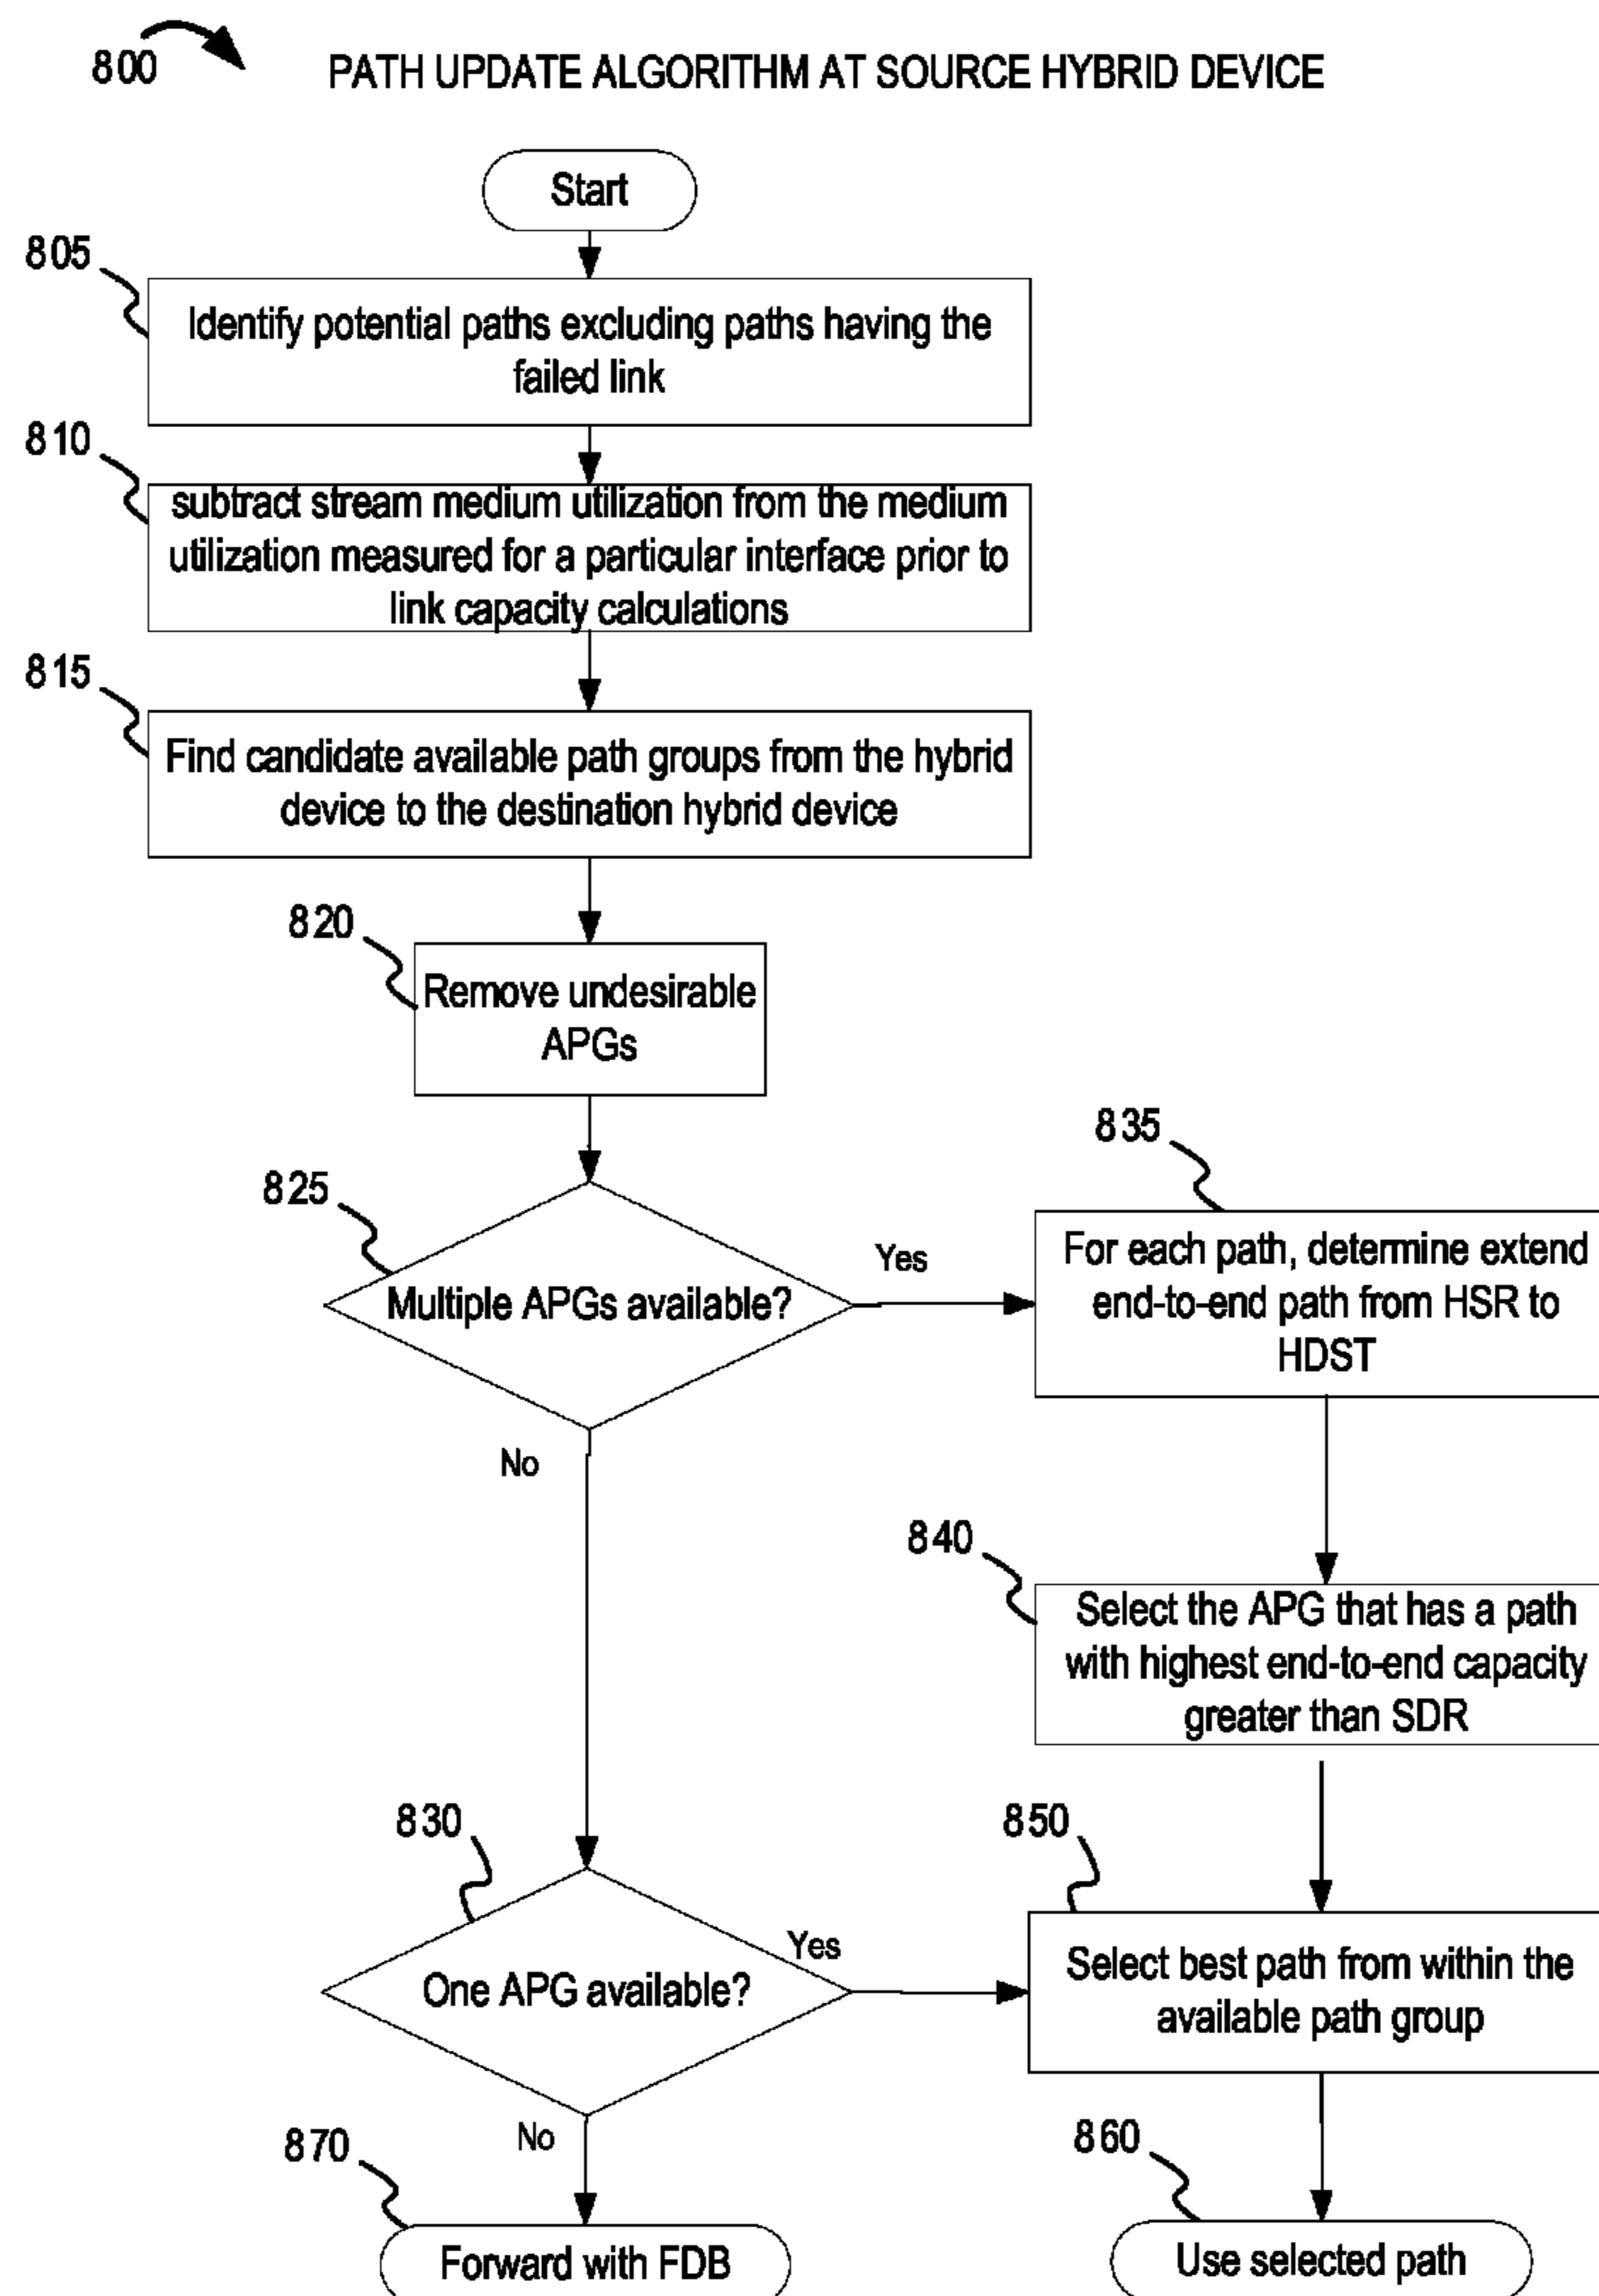 800
PATH UPDATE ALGORITHM AT SOURCE HYBRID DEVICE
Start
805
Identify potential paths excluding paths having the
failed link
810
subtract stream medium utilization from the medium
utilization measured for a particular interface prior to
link capacity calculations
815
Find candidate available path groups from the hybrid
device to the destination hybrid device
820
Remove undesirable
APGs
825
Multiple APGs available?
Yes
835
For each path, determine extend
end-to-end path from HSR to
HDST
No
840
Select the APG that has a path
with highest end-to-end capacity
greater than SDR
830
One APG available?
Yes
850
Select best path from within the
available path group
No
870
Forward with FDB
860
Use selected path